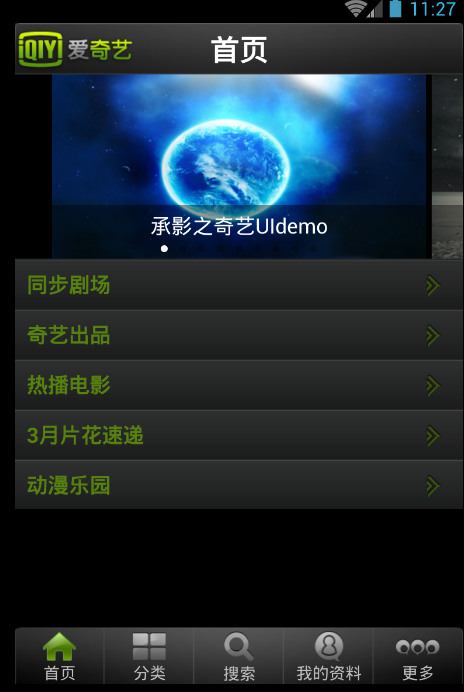 11:27
iQIYI 爱奇艺
首页
承影之奇艺UIdemo
同步剧场
奇艺出品
热播电影
3月片花速递
动漫乐园
首页 分类 搜索 我的资料 更多